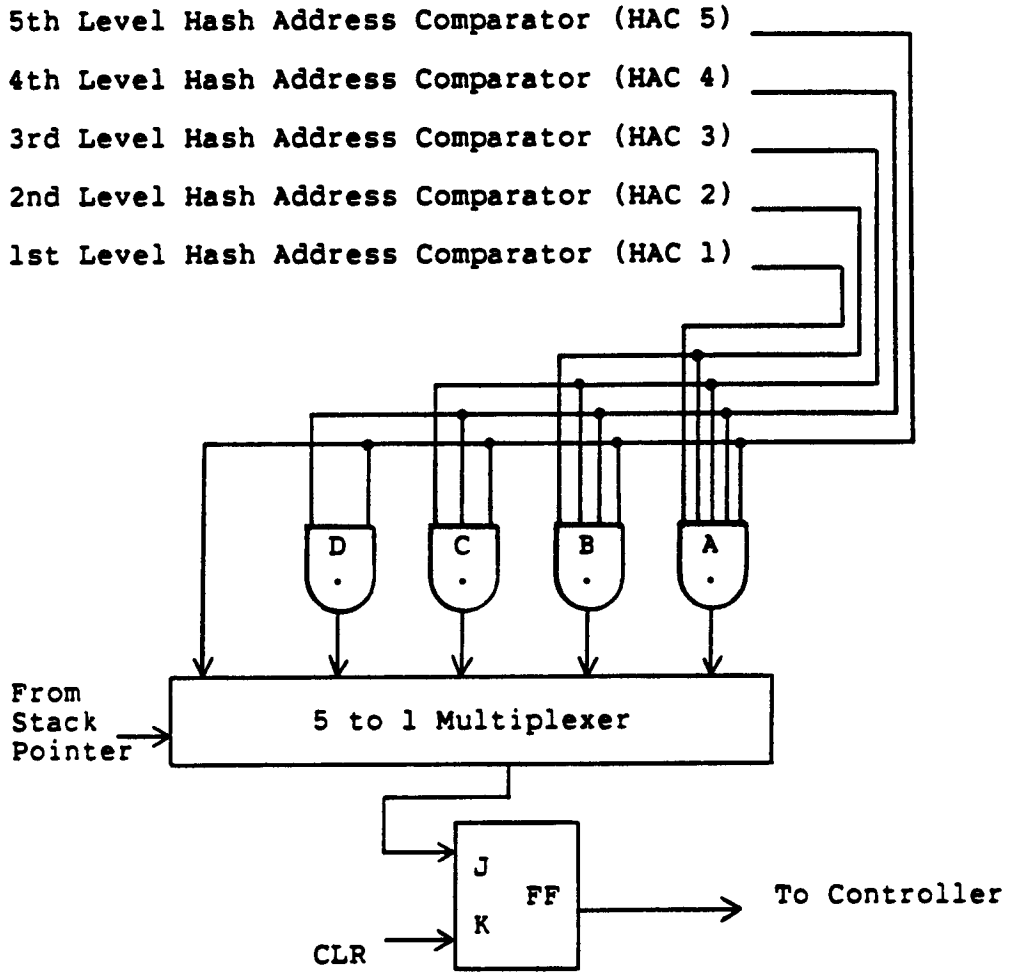 5th Level Hash Address Comparator (HAC 5)
4th Level Hash Address Comparator (HAC 4)
3rd Level Hash Address Comparator (HAC 3)
2nd Level Hash Address Comparator (HAC 2)
1st Level Hash Address Comparator (HAC 1)
D C B A
From
Stack
Pointer
5 to 1 Multiplexer
J
FF
K
CLR
To Controller